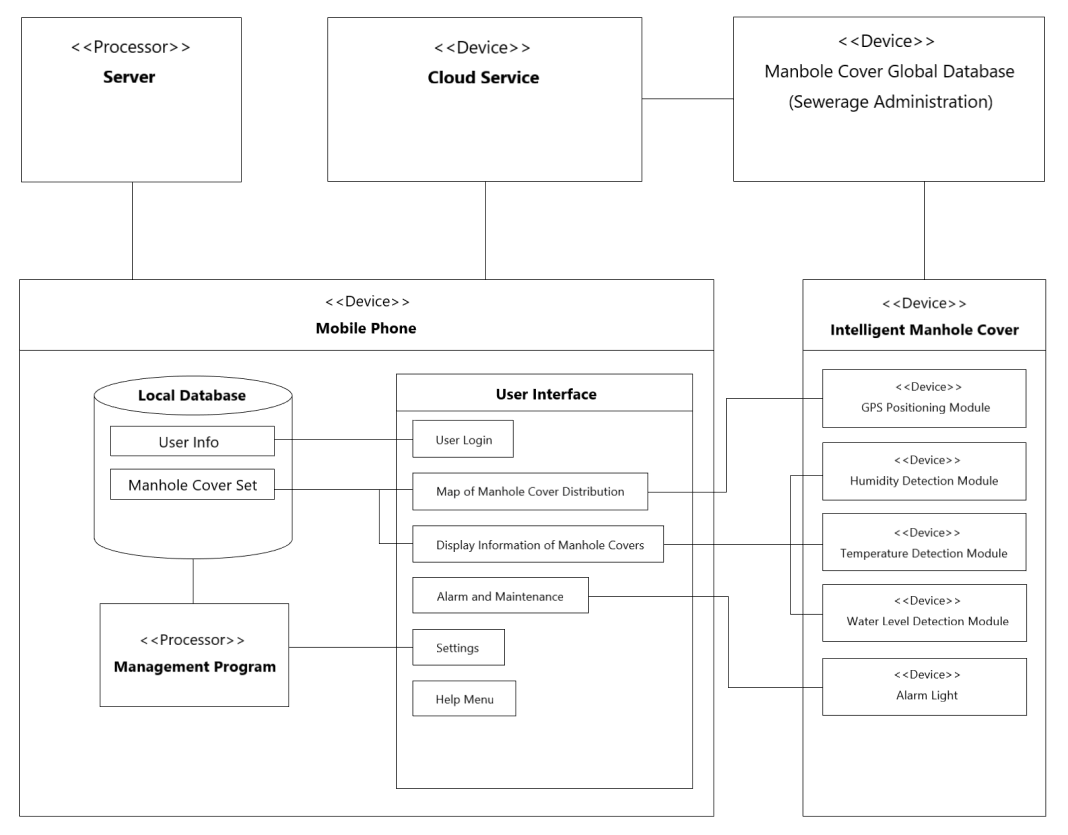 <<Processor>>
Server
<<Device>>
Cloud Service
<<Device>>
Manbole Cover Global Database
(Sewerage Administration)
<<Device>>
Mobile Phone
Local Database
User Info
Manhole Cover Set
<<Processor>>
Management Program
User Interface
User Login
Map of Manhole Cover Distribution
Display Information of Manhole Covers
Alarm and Maintenance
Settings
Help Menu
<<Device>>
Intelligent Manhole Cover
<<Device>>
GPS Positioning Module
<<Device>>
Humidity Detection Module
<<Device>>
Temperature Detection Module
<<Device>>
Water Level Detection Module
<<Device>>
Alarm Light